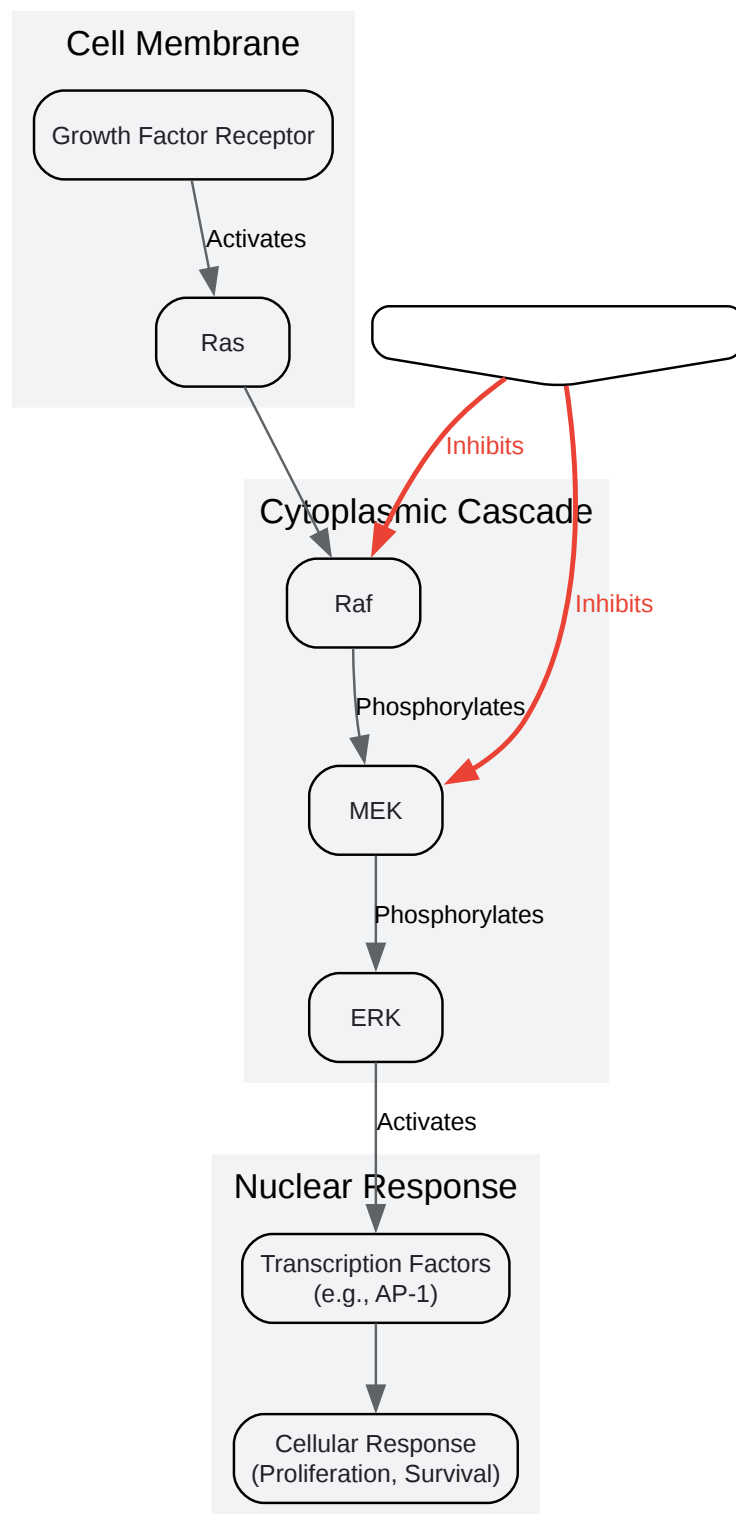 Cell Membrane
Growth Factor Receptor
Activates
Ras
Inhibits
Cytoplasmic Cascade
Raf
Inhibits
Phosphorylates
MEK
Phosphorylates
ERK
Activates
Nuclear Response
Transcription Factors
(e.g., AP-1)
Cellular Response
(Proliferation, Survival)